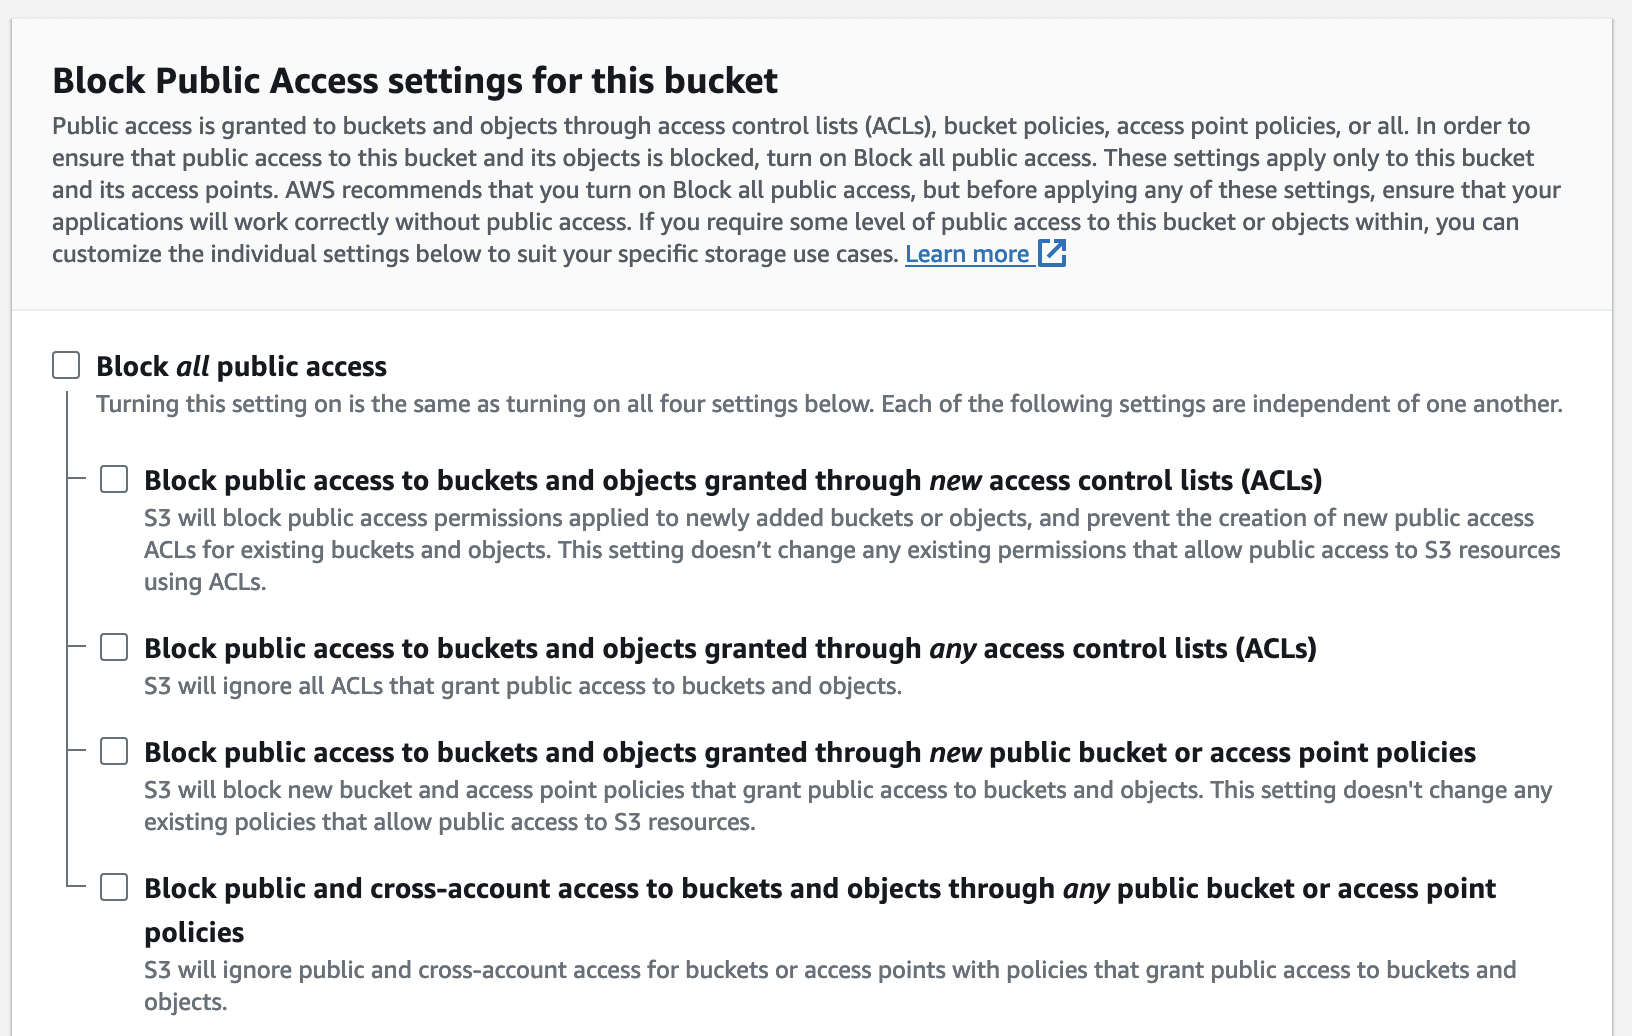 Block Public Access settings for this bucket
Public access is granted to buckets and objects through access control lists (ACLs), bucket policies, access point policies, or all. In order to
ensure that public access to this bucket and its objects is blocked, turn on Block all public access. These settings apply only to this bucket
and its access points. AWS recommends that you turn on Block all public access, but before applying any of these settings, ensure that your
applications will work correctly without public access. If you require some level of public access to this bucket or objects within, you can
customize the individual settings below to suit your specific storage use cases. Learn more
Block all public access
Turning this setting on is the same as turning on all four settings below. Each of the following settings are independent of one another.
Block public access to buckets and objects granted through new access control lists (ACLs)
S3 will block public access permissions applied to newly added buckets or objects, and prevent the creation of new public access
ACLs for existing buckets and objects. This setting doesn’t change any existing permissions that allow public access to S3 resources
using ACLs.
Block public access to buckets and objects granted through any access control lists (ACLs)
S3 will ignore all ACLs that grant public access to buckets and objects.
Block public access to buckets and objects granted through new public bucket or access point policies
S3 will block new bucket and access point policies that grant public access to buckets and objects. This setting doesn't change any
existing policies that allow public access to S3 resources.
Block public and cross-account access to buckets and objects through any public bucket or access point
policies
S3 will ignore public and cross-account access for buckets or access points with policies that grant public access to buckets and
objects.